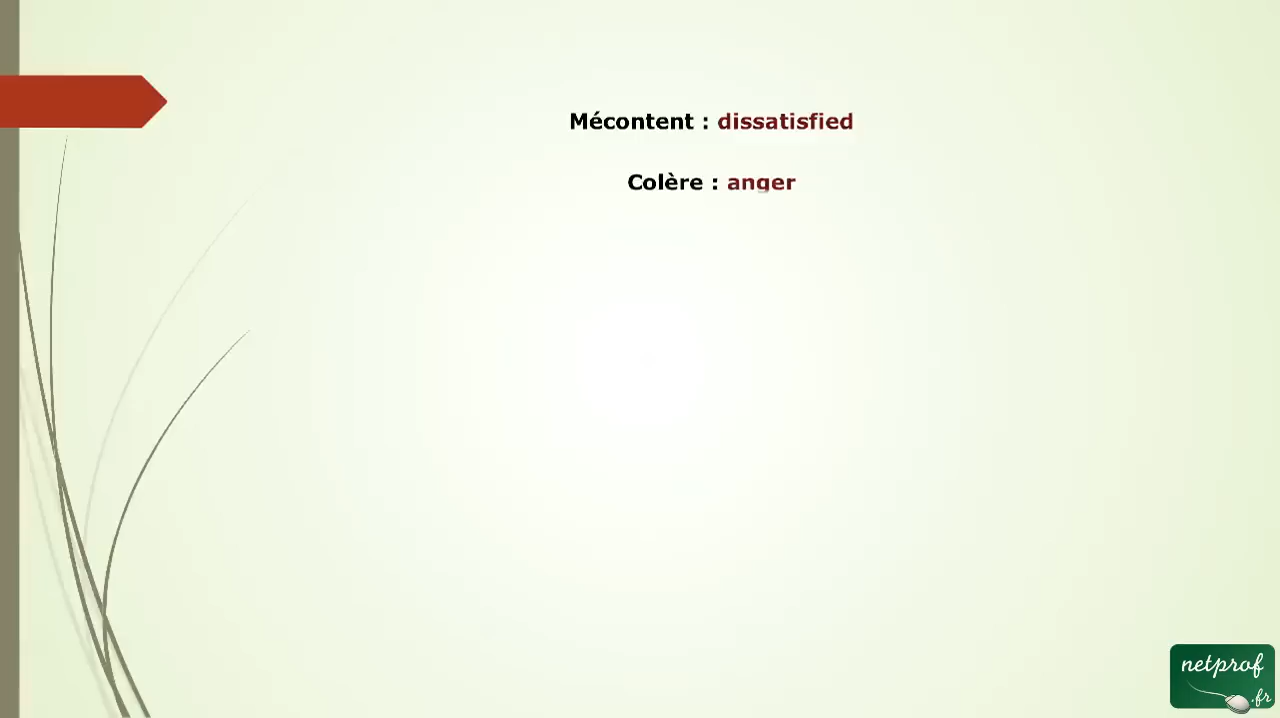 Mécontent : dissatisfied
Colère : anger
netprof
.fr